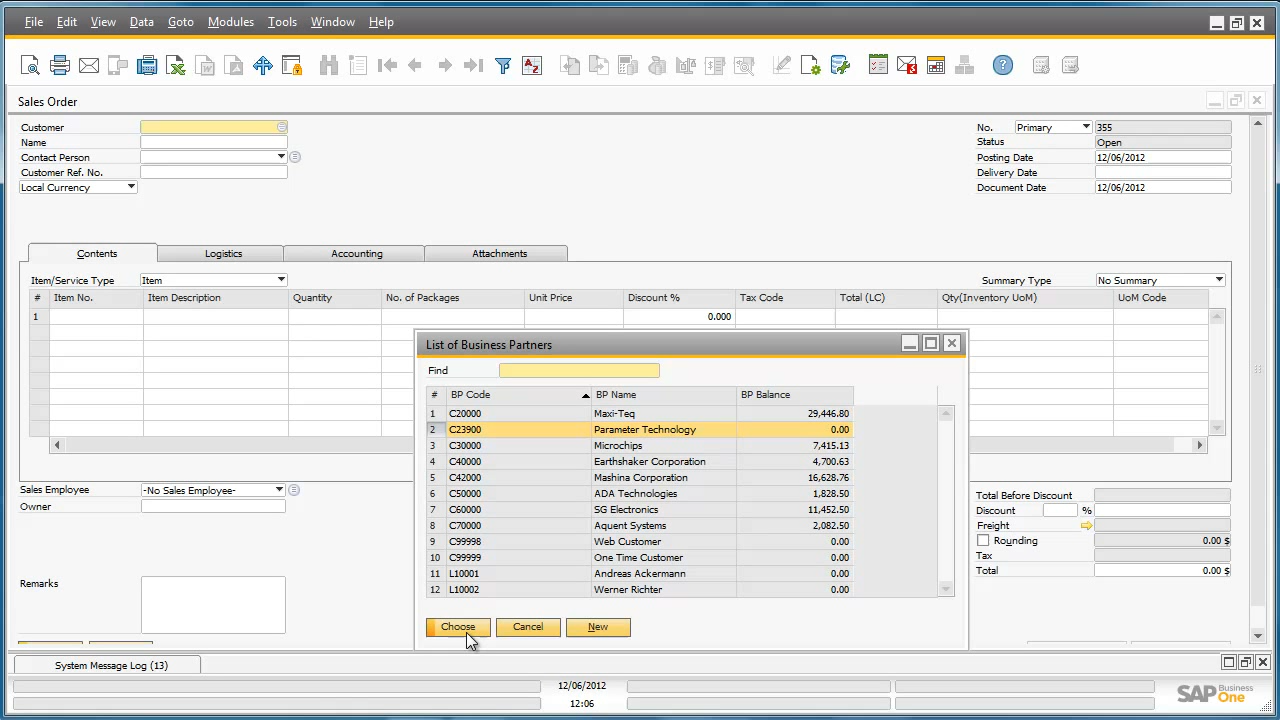 File Edit View Data Goto Modules Tools Window Help
Sales Order
Customer
Name
Contact Person
Customer Ref. No.
Local Currency
No. Primary 355
Status Open
Posting Date 12/06/2012
Delivery Date
Document Date 12/06/2012
Contents Logistics Accounting Attachments
Item/Service Type Item
Summary Type No Summary
# Item No. Item Description Quantity No. of Packages Unit Price Discount % Tax Code Total (LC) Qty(Inventory UoM) UoM Code
1 0.000
List of Business Partners
Find
# BP Code BP Name BP Balance
1 C20000 Maxi-Teq 29,446.80
2 C23900 Parameter Technology 0.00
3 C30000 Microchips 7,415.13
4 C40000 Earthshaker Corporation 4,700.63
5 C42000 Mashina Corporation 16,628.76
6 C50000 ADA Technologies 1,828.50
7 C60000 SG Electronics 11,452.50
8 C70000 Aquent Systems 2,082.50
9 C99998 Web Customer 0.00
10 C99999 One Time Customer 0.00
11 L10001 Andreas Ackermann 0.00
12 L10002 Werner Richter 0.00
Choose Cancel New
Sales Employee -No Sales Employee-
Owner
Remarks
Total Before Discount
Discount %
Freight
Rounding 0.00 $
Tax
Total 0.00 $
System Message Log (13)
12/06/2012
12:06
SAP Business One